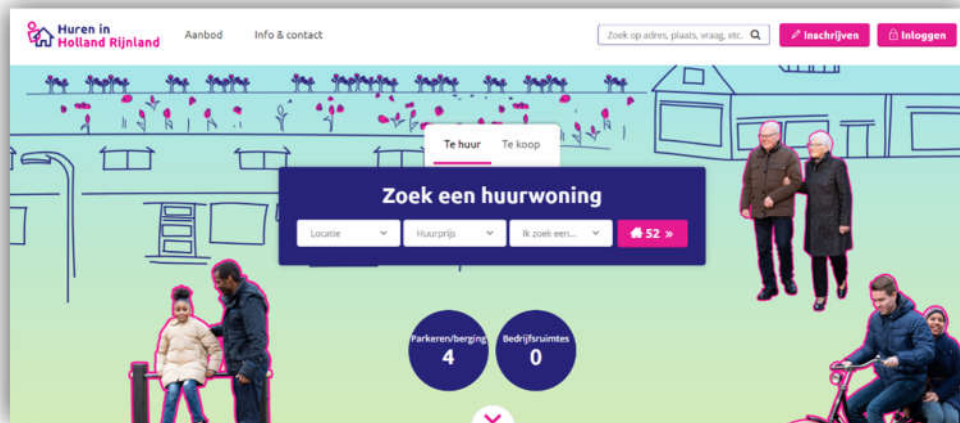 Huren in
Holland Rijnland
Aanbod
Info & contact
Zoek op adres, plaats, vraag, etc.
Inschrijven
Inloggen
Te huur
Te koop
Zoek een huurwoning
Locatie
Huurprijs
Ik zoek een...
52 »
Parkeren/berging
4
Bedrijfsruimtes
0